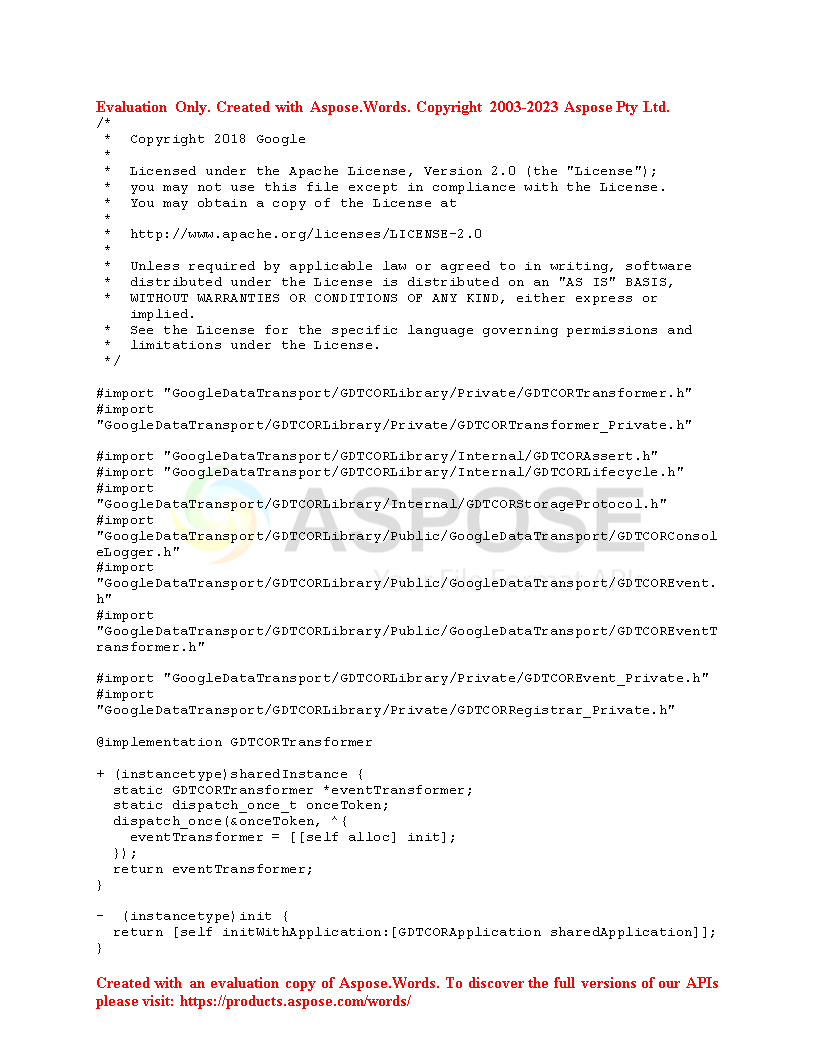 Evaluation Only. Created with Aspose.Words. Copyright 2003-2023 Aspose Pty Ltd.
/*
 *  Copyright 2018 Google
 *
 *  Licensed under the Apache License, Version 2.0 (the "License");
 *  you may not use this file except in compliance with the License.
 *  You may obtain a copy of the License at
 *
 *  http://www.apache.org/licenses/LICENSE-2.0
 *
 *  Unless required by applicable law or agreed to in writing, software
 *  distributed under the License is distributed on an "AS IS" BASIS,
 *  WITHOUT WARRANTIES OR CONDITIONS OF ANY KIND, either express or
    implied.
 *  See the License for the specific language governing permissions and
 *  limitations under the License.
 */

#import "GoogleDataTransport/GDTCORLibrary/Private/GDTCORTransformer.h"
#import
"GoogleDataTransport/GDTCORLibrary/Private/GDTCORTransformer_Private.h"

#import "GoogleDataTransport/GDTCORLibrary/Internal/GDTCORAssert.h"
#import "GoogleDataTransport/GDTCORLibrary/Internal/GDTCORLifecycle.h"
#import
"GoogleDataTransport/GDTCORLibrary/Internal/GDTCORStorageProtocol.h"
#import
"GoogleDataTransport/GDTCORLibrary/Public/GoogleDataTransport/GDTCORConsol
eLogger.h"
#import
"GoogleDataTransport/GDTCORLibrary/Public/GoogleDataTransport/GDTCOREvent.
h"
#import
"GoogleDataTransport/GDTCORLibrary/Public/GoogleDataTransport/GDTCOREventT
ransformer.h"

#import "GoogleDataTransport/GDTCORLibrary/Private/GDTCOREvent_Private.h"
#import
"GoogleDataTransport/GDTCORLibrary/Private/GDTCORRegistrar_Private.h"

@implementation GDTCORTransformer

+ (instancetype)sharedInstance {
  static GDTCORTransformer *eventTransformer;
  static dispatch_once_t onceToken;
  dispatch_once(&onceToken, ^{
    eventTransformer = [[self alloc] init];
  });
  return eventTransformer;
}

-  (instancetype)init {
  return [self initWithApplication:[GDTCORApplication sharedApplication]];
}

ASPOSE
Your File Format APIs
Created with an evaluation copy of Aspose.Words. To discover the full versions of our APIs
please visit: https://products.aspose.com/words/